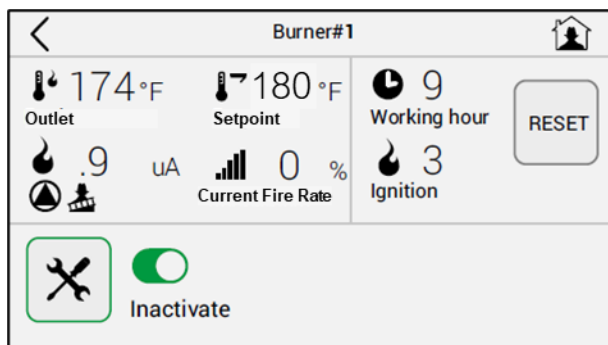 Burner#1
174 °F
Outlet
180 °F
Setpoint
9
Working hour
RESET
.9 uA
0 %
Current Fire Rate
3
Ignition
Inactivate